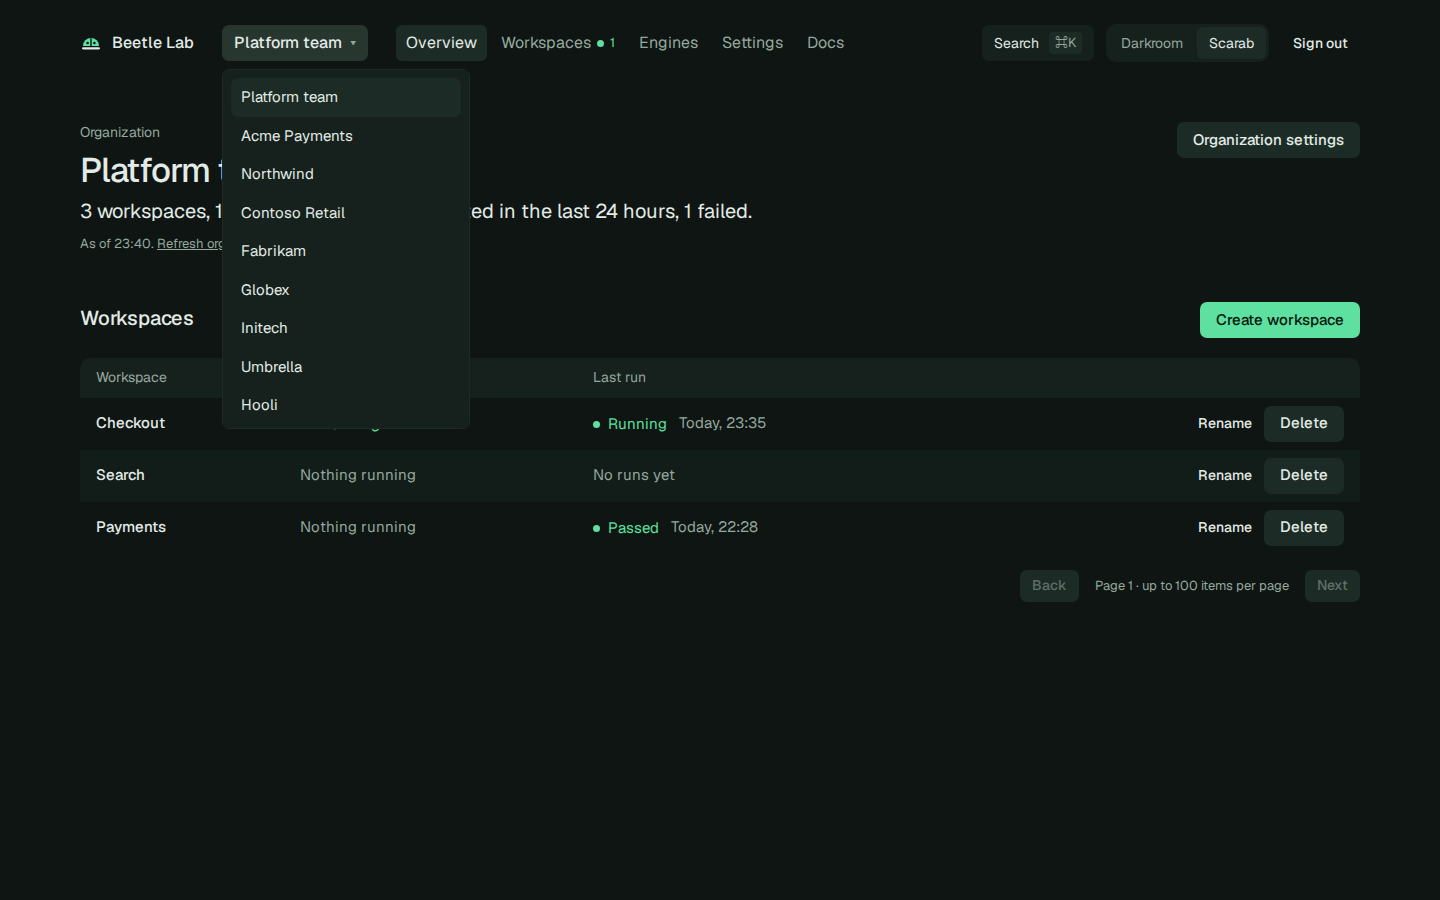 Beetle Lab Platform team Overview Workspaces 1 Engines Settings Docs Search ⌘K Darkroom Scarab Sign out
Platform team
Acme Payments
Northwind
Contoso Retail
Fabrikam
Globex
Initech
Umbrella
Hooli
Organization
Organization settings
Platform
3 workspaces, 1 in the last 24 hours, 1 failed.
As of 23:40. Refresh
Workspaces
Create workspace
Workspace Last run
Checkout Running Today, 23:35 Rename Delete
Search Nothing running No runs yet Rename Delete
Payments Nothing running Passed Today, 22:28 Rename Delete
Back Page 1 · up to 100 items per page Next